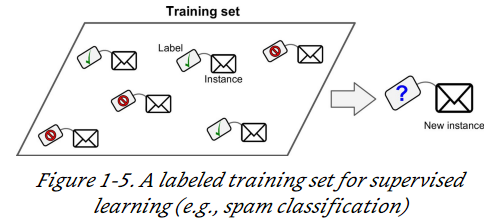 Training set
Label
Instance
?
New instance
Figure 1-5. A labeled training set for supervised
learning (e.g., spam classification)